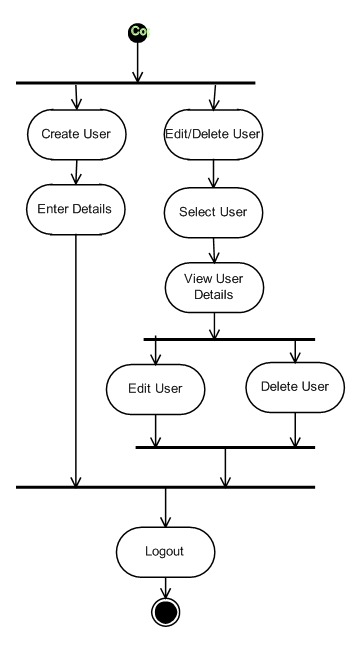 Co
Create User
Edit/Delete User
Enter Details
Select User
View User
Details
Edit User
Delete User
Logout